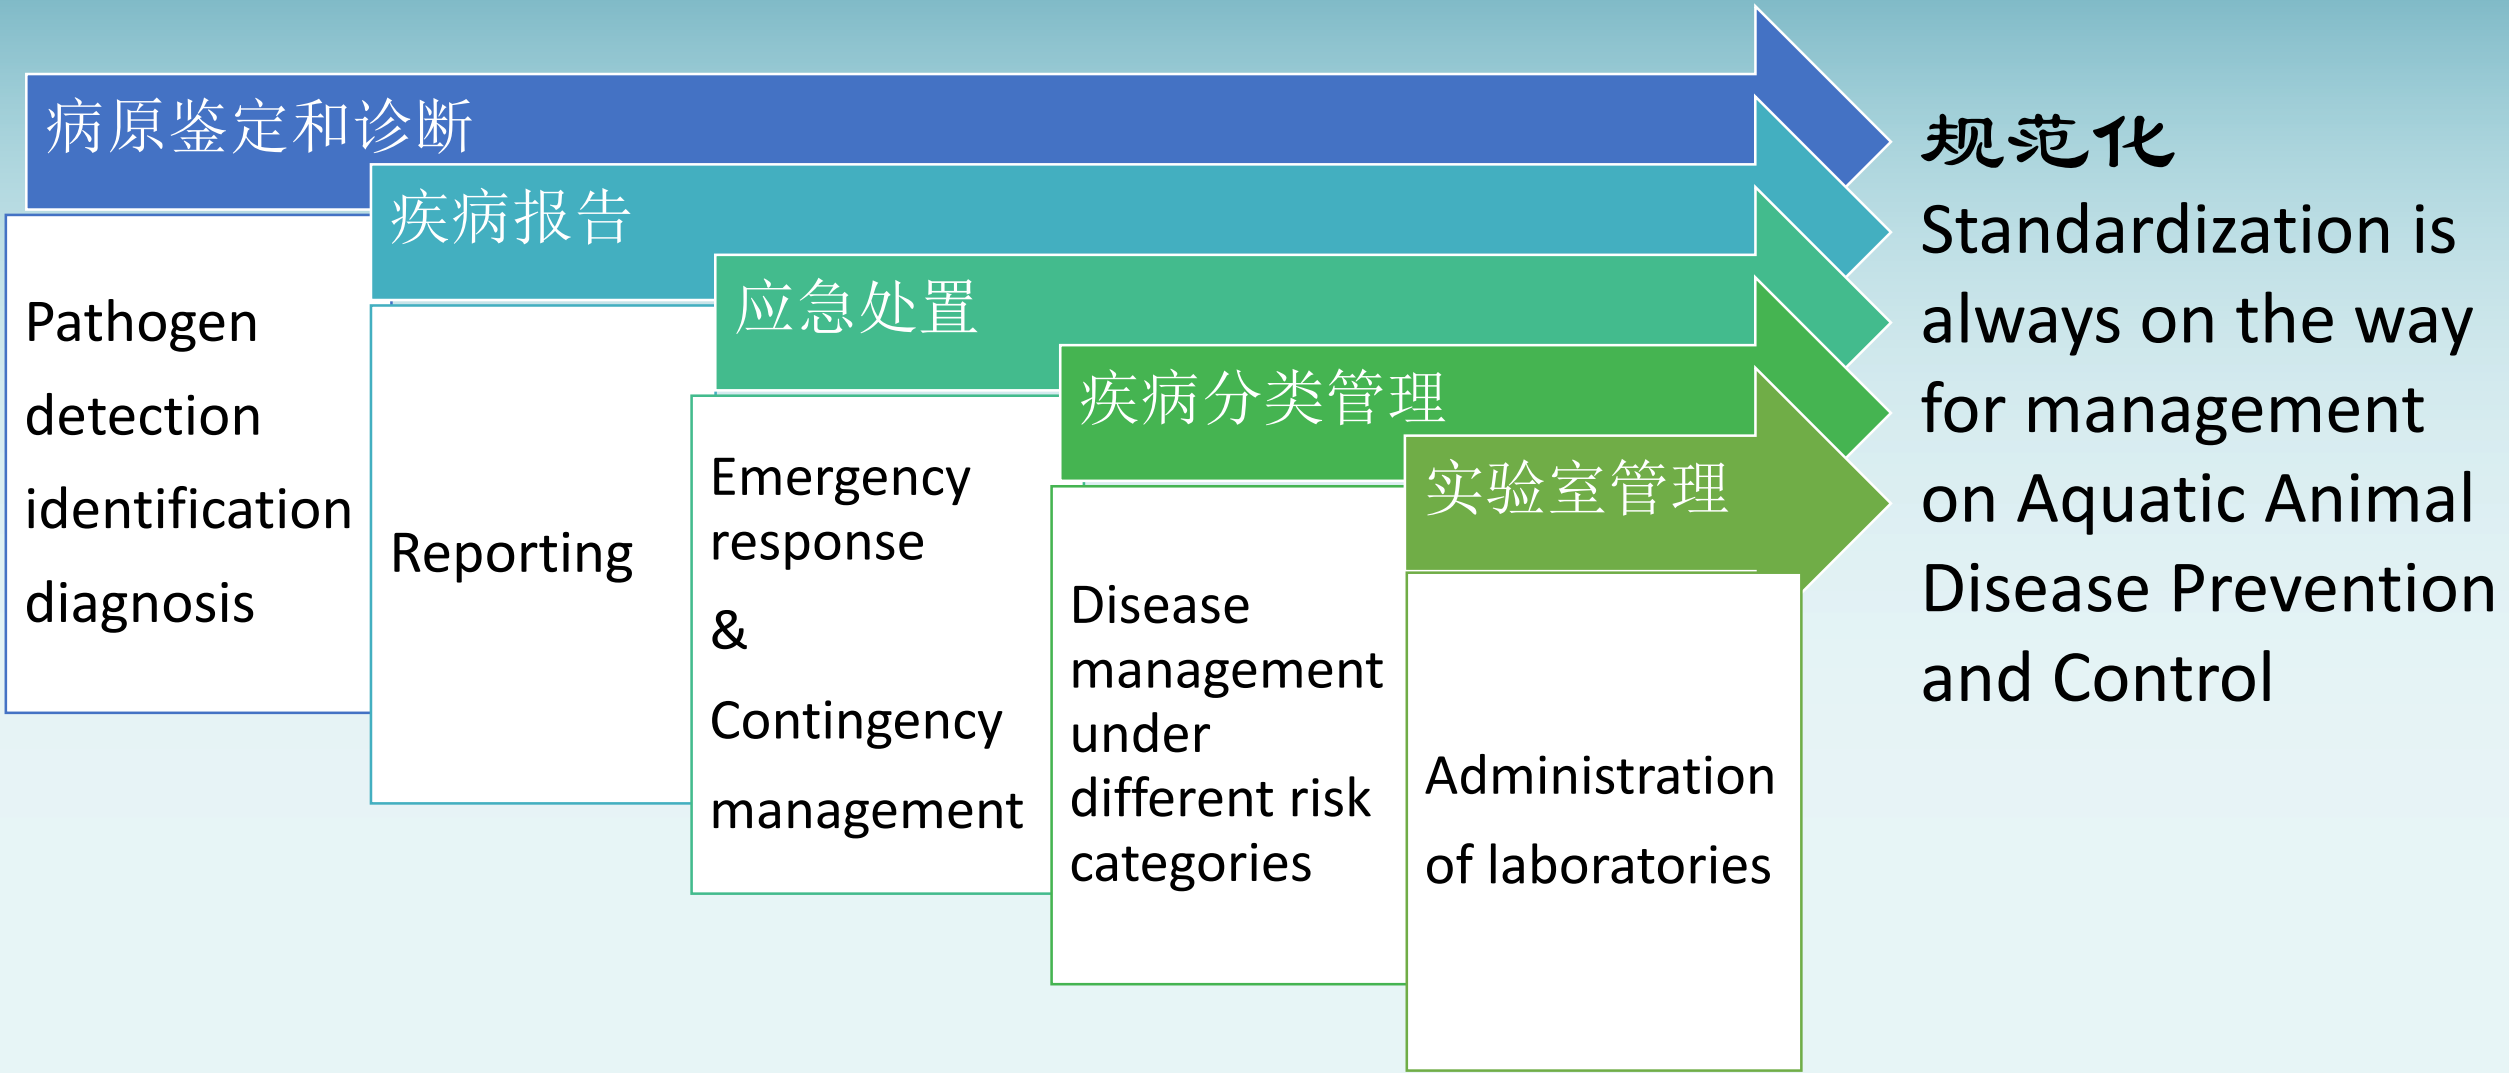 病原鉴定和诊断
Pathogen
detection
identification
diagnosis
疾病报告
Reporting
应急处置
Emergency
response
&
Contingency
management
疾病分类管理
Disease
management
under
different risk
categories
实验室管理
Administration
of laboratories
规范化
Standardization is
always on the way
for management
on Aquatic Animal
Disease Prevention
and Control